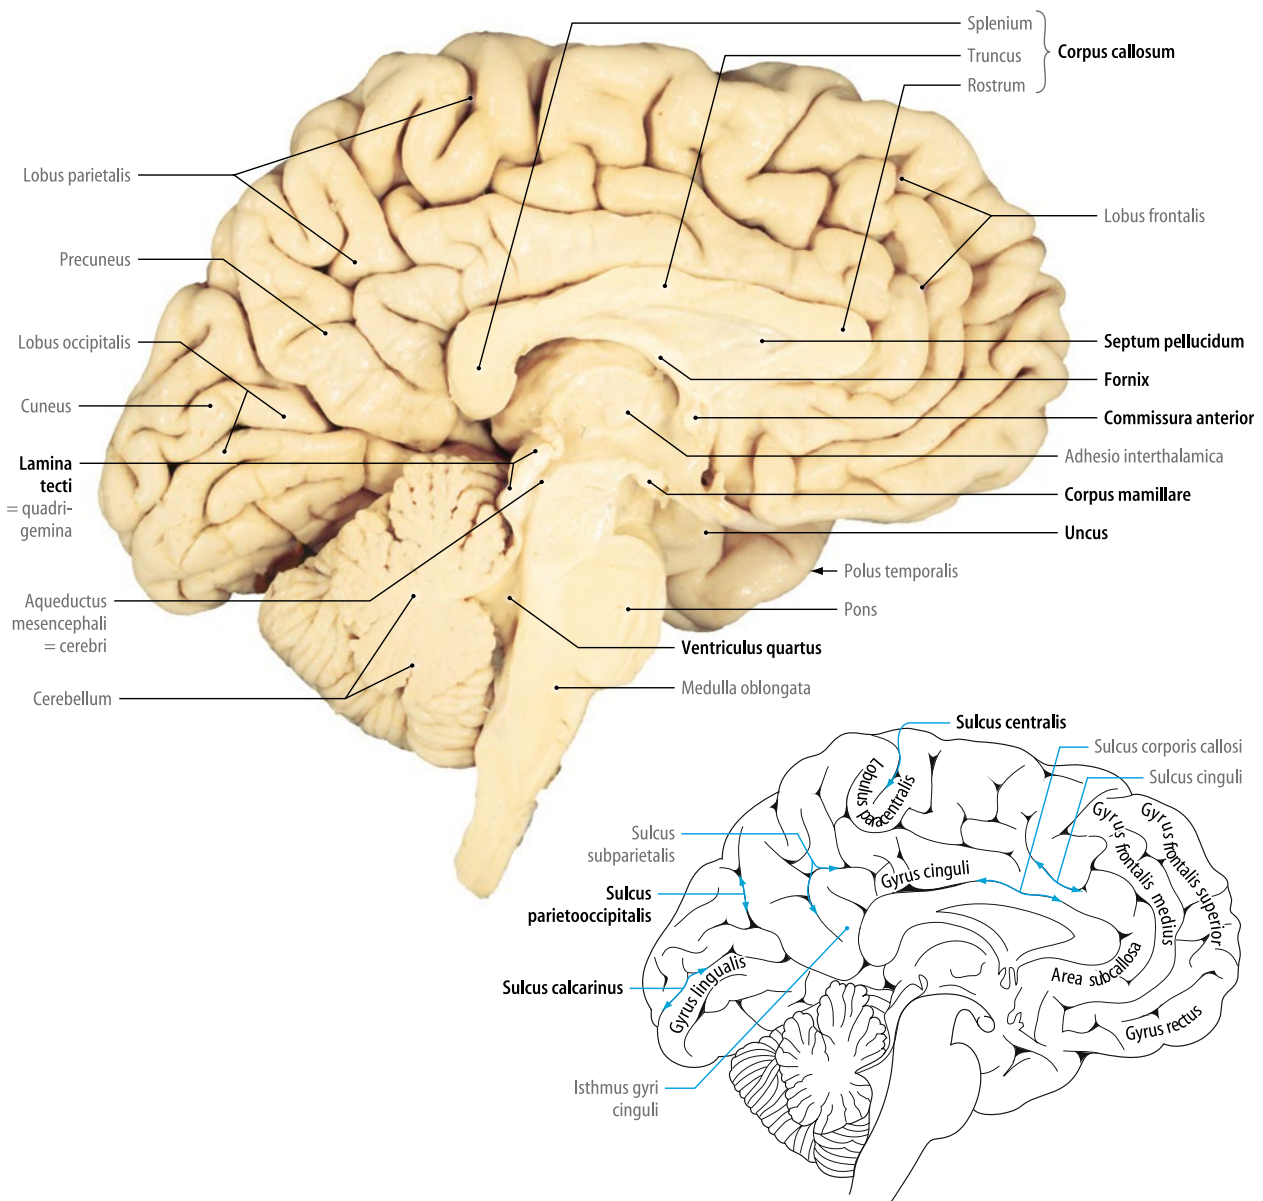 Splenium
Truncus
Rostrum
Corpus callosum
Lobus parietalis
Precuneus
Lobus occipitalis
Cuneus
Lamina
tecti
= quadri-
gemina
Aqueductus
mesencephali
= cerebri
Cerebellum
Lobus frontalis
Septum pellucidum
Fornix
Commissura anterior
Adhesio interthalamica
Corpus mamillare
Uncus
Polus temporalis
Pons
Ventriculus quartus
Medulla oblongata
Sulcus centralis
Sulcus corporis callosi
Sulcus cinguli
Sulcus
subparietalis
Sulcus
parietooccipitalis
Sulcus calcarinus
Isthmus gyri
cinguli
Lobulus
paracentralis
Gyrus cinguli
Gyrus frontalis medius
Gyrus frontalis superior
Area subcallosa
Gyrus rectus
Gyrus lingualis